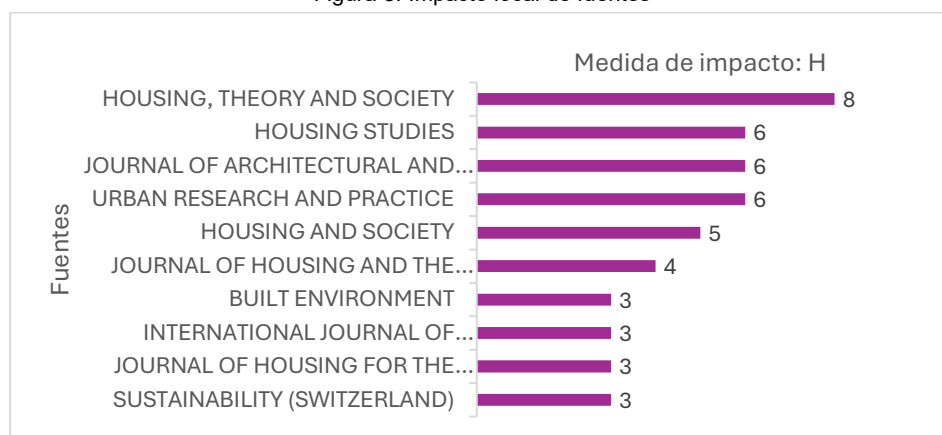 Medida de impacto: H
HOUSING, THEORY AND SOCIETY 8
HOUSING STUDIES 6
JOURNAL OF ARCHITECTURAL AND... 6
URBAN RESEARCH AND PRACTICE 6
HOUSING AND SOCIETY 5
JOURNAL OF HOUSING AND THE... 4
BUILT ENVIRONMENT 3
INTERNATIONAL JOURNAL OF... 3
JOURNAL OF HOUSING FOR THE... 3
SUSTAINABILITY (SWITZERLAND) 3
Fuentes